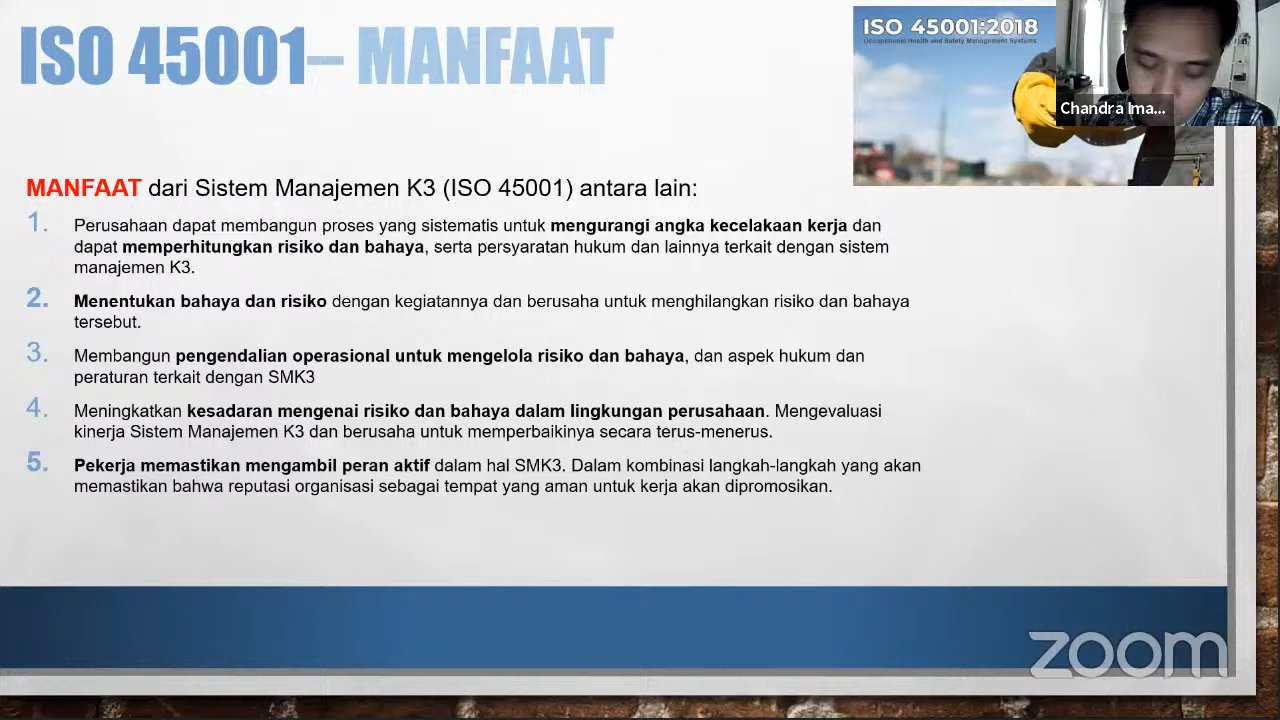 ISO 45001– MANFAAT
ISO 45001:2018
Occupational Health and Safety Management Systems
Chandra Ima...
MANFAAT dari Sistem Manajemen K3 (ISO 45001) antara lain:
1. Perusahaan dapat membangun proses yang sistematis untuk mengurangi angka kecelakaan kerja dan
dapat memperhitungkan risiko dan bahaya, serta persyaratan hukum dan lainnya terkait dengan sistem
manajemen K3.
2. Menentukan bahaya dan risiko dengan kegiatannya dan berusaha untuk menghilangkan risiko dan bahaya
tersebut.
3. Membangun pengendalian operasional untuk mengelola risiko dan bahaya, dan aspek hukum dan
peraturan terkait dengan SMK3
4. Meningkatkan kesadaran mengenai risiko dan bahaya dalam lingkungan perusahaan. Mengevaluasi
kinerja Sistem Manajemen K3 dan berusaha untuk memperbaikinya secara terus-menerus.
5. Pekerja memastikan mengambil peran aktif dalam hal SMK3. Dalam kombinasi langkah-langkah yang akan
memastikan bahwa reputasi organisasi sebagai tempat yang aman untuk kerja akan dipromosikan.
zoom